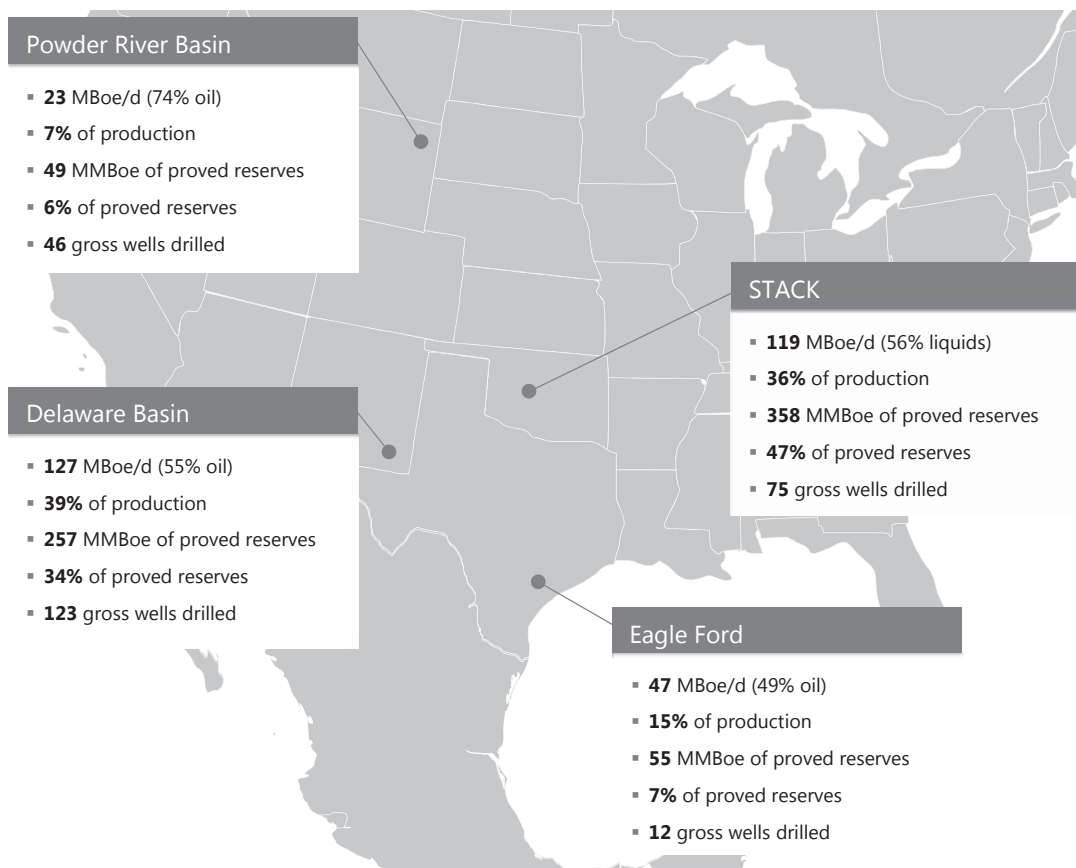 Powder River Basin
▪ 23 MBoe/d (74% oil)
▪ 7% of production
▪ 49 MMBoe of proved reserves
▪ 6% of proved reserves
▪ 46 gross wells drilled
STACK
▪ 119 MBoe/d (56% liquids)
▪ 36% of production
▪ 358 MMBoe of proved reserves
▪ 47% of proved reserves
▪ 75 gross wells drilled
Delaware Basin
▪ 127 MBoe/d (55% oil)
▪ 39% of production
▪ 257 MMBoe of proved reserves
▪ 34% of proved reserves
▪ 123 gross wells drilled
Eagle Ford
▪ 47 MBoe/d (49% oil)
▪ 15% of production
▪ 55 MMBoe of proved reserves
▪ 7% of proved reserves
▪ 12 gross wells drilled